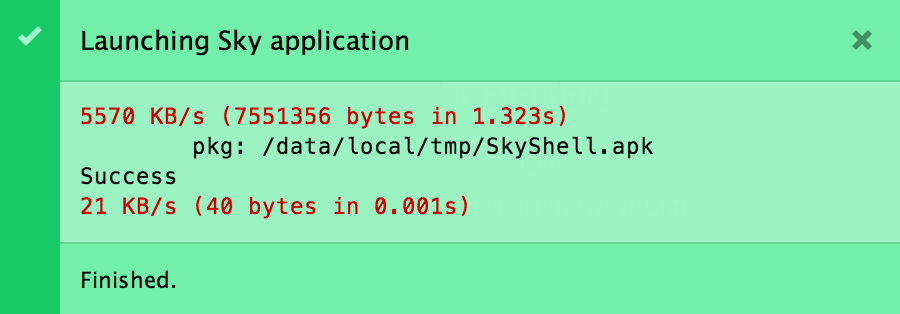 Launching Sky application
5570 KB/s (7551356 bytes in 1.323s)
pkg: /data/local/tmp/SkyShell.apk
Success
21 KB/s (40 bytes in 0.001s)
Finished.